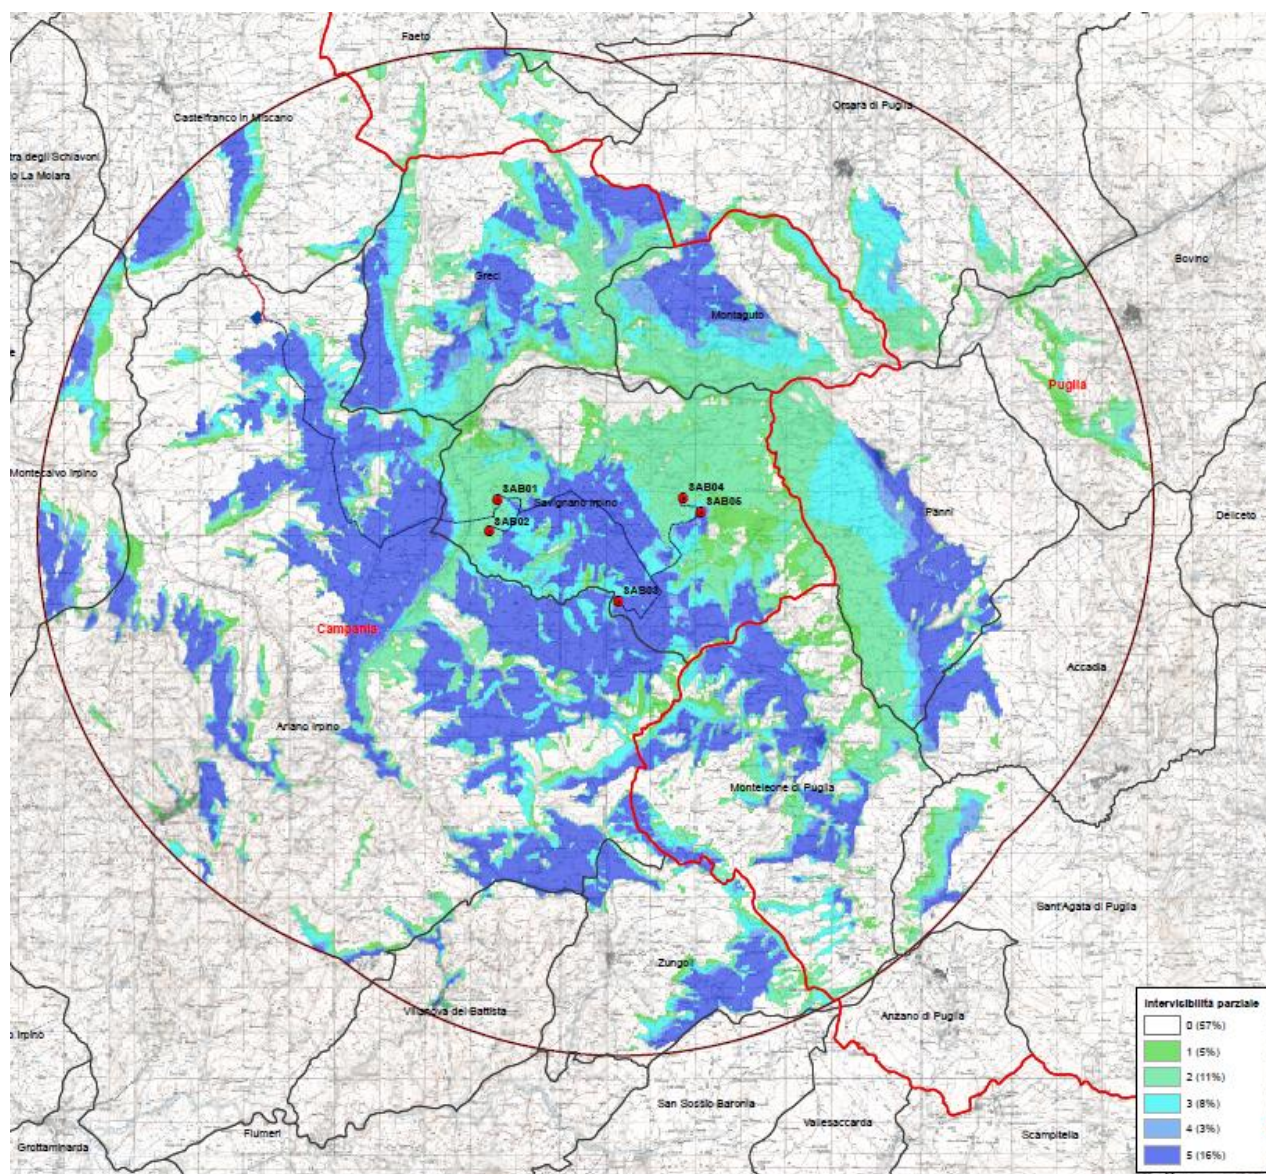 Faeto
Orsara di Puglia
Castelfranco in Miscano
tra degli Schiavoni
lo La Molara
Bovino
Greci
Montaguto
Puglia
Montecalvo Irpino
SAB01
SAB04
Savignano Irpino
SAB05
SAB02
Panni
Deliceto
SAB03
Campania
Accadia
Ariano Irpino
Monteleone di Puglia
Sant'Agata di Puglia
Zungoli
Villanova del Battista
Anzano di Puglia
o Irpino
San Sossio Baronia
Vallesaccarda
Flumeri
Scampitella
Grottaminarda
Intervisibilità parziale
0 (57%)
1 (5%)
2 (11%)
3 (8%)
4 (3%)
5 (16%)